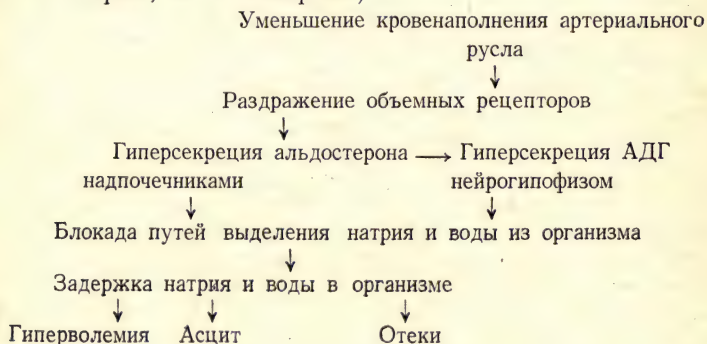 Уменьшение кровенаполнения артериального
русла
↓
Раздражение объемных рецепторов
↓
Гиперсекреция альдостерона → Гиперсекреция АДГ
надпочечниками нейрогипофизом
↓ ↓
Блокада путей выделения натрия и воды из организма
↓
Задержка натрия и воды в организме
↓ ↓ ↓
Гиперволемия Асцит Отеки